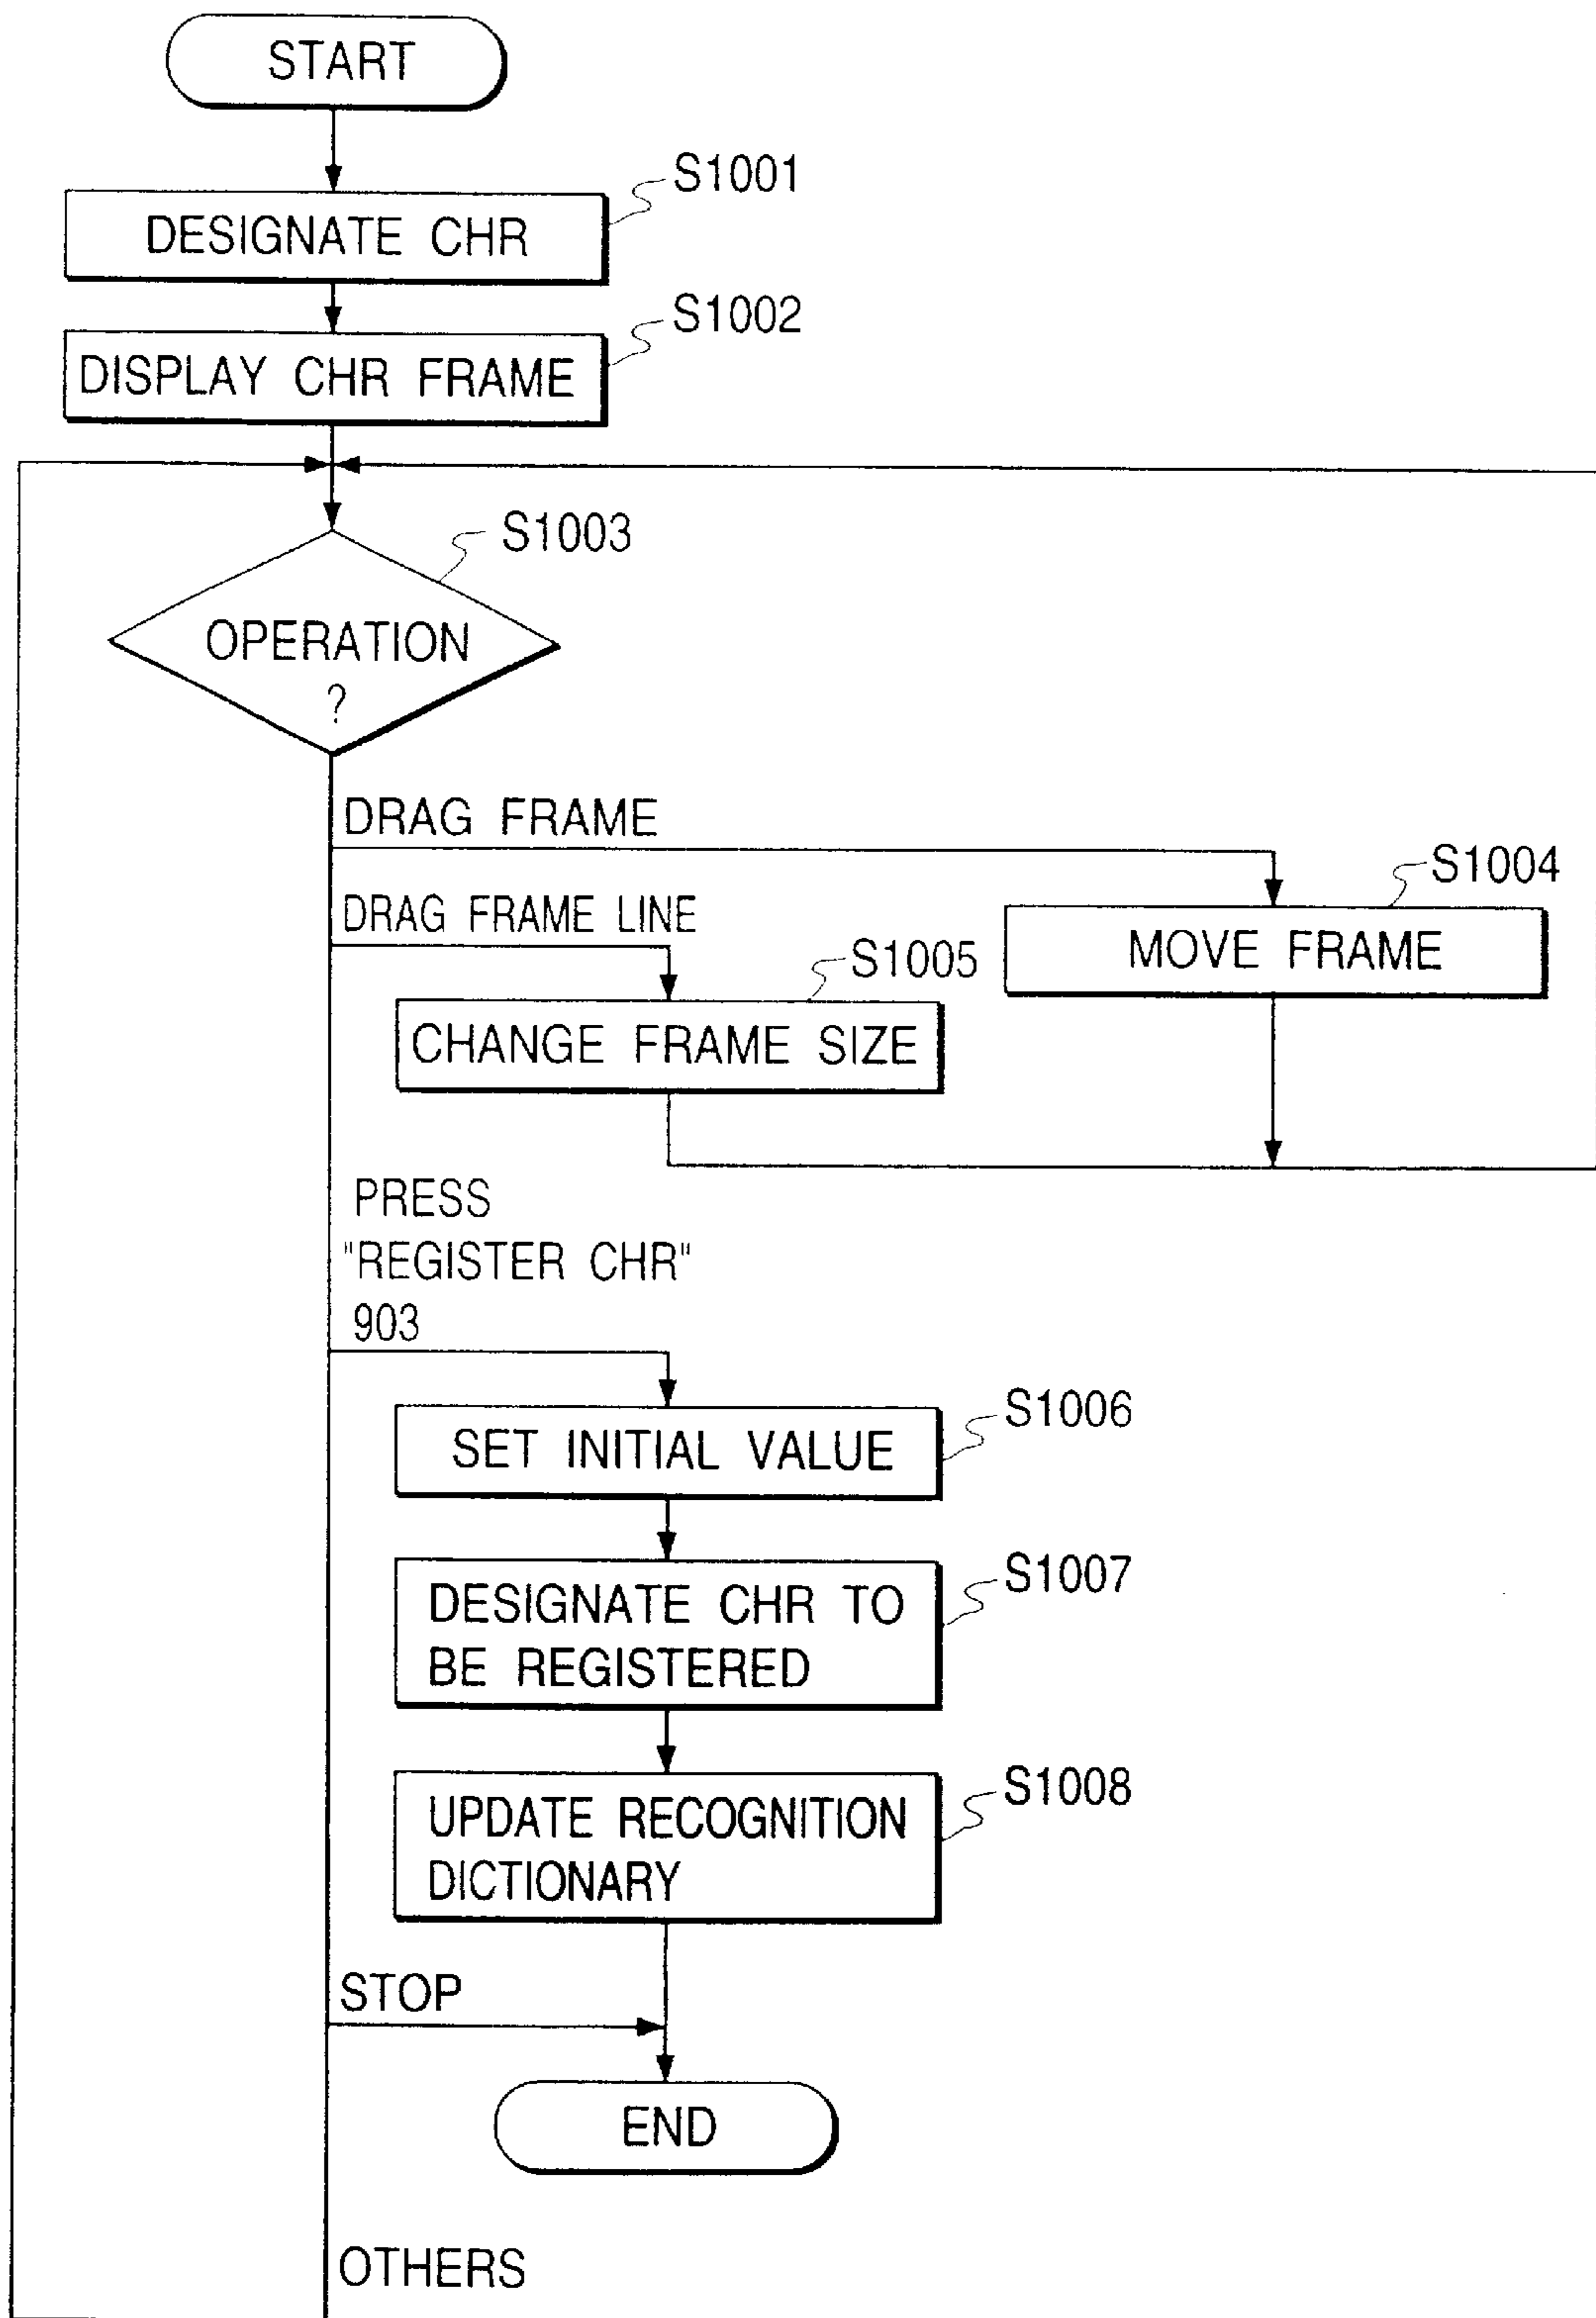 START
S1001
DESIGNATE CHR
S1002
DISPLAY CHR FRAME
S1003
OPERATION
?
DRAG FRAME
S1004
MOVE FRAME
DRAG FRAME LINE
S1005
CHANGE FRAME SIZE
PRESS
"REGISTER CHR"
903
S1006
SET INITIAL VALUE
S1007
DESIGNATE CHR TO
BE REGISTERED
S1008
UPDATE RECOGNITION
DICTIONARY
STOP
END
OTHERS